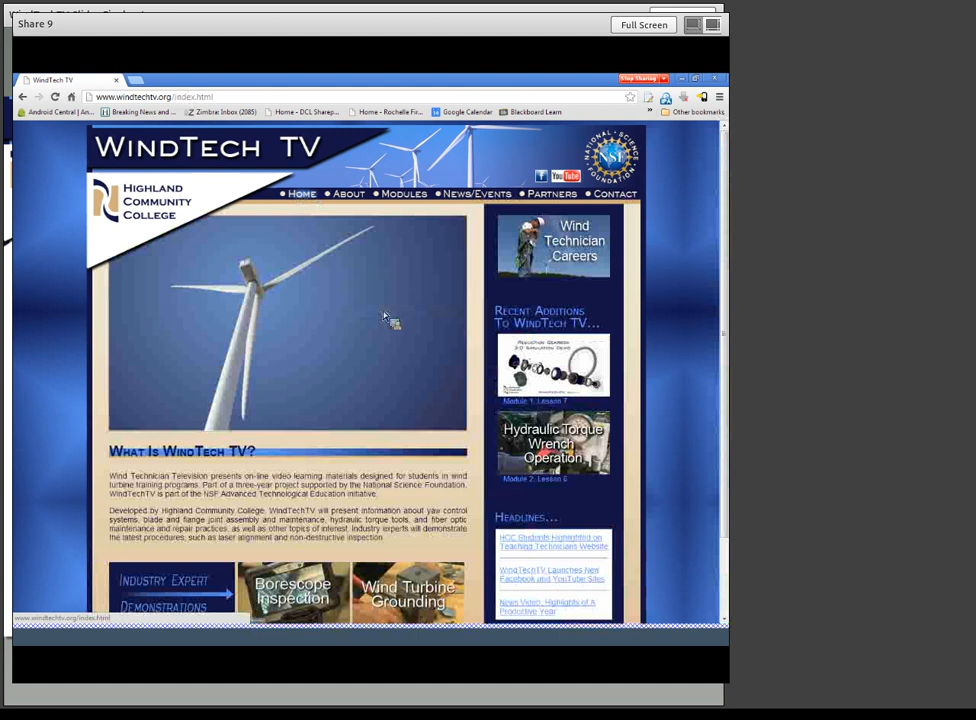 Share 9
Full Screen
WindTech TV
Stop Sharing
www.windtechtv.org/index.html
Android Central | An...
Breaking News and ...
Zimbra: Inbox (2085)
Home - DCL Sharep...
Home - Rochelle Fir...
Google Calendar
Blackboard Learn
Other bookmarks
WINDTECH TV
NATIONAL SCIENCE FOUNDATION
NSF
YouTube
HIGHLAND
COMMUNITY
COLLEGE
HOME
ABOUT
MODULES
NEWS/EVENTS
PARTNERS
CONTACT
Wind
Technician
Careers
RECENT ADDITIONS
TO WINDTECH TV...
REDUCTION GEARBOX
3-D SIMULATION DEMO
Module 1, Lesson 7
Hydraulic Torque
Wrench
Operation
Module 2, Lesson 6
WHAT IS WINDTECH TV?
Wind Technician Television presents on-line video learning materials designed for students in wind
turbine training programs. Part of a three-year project supported by the National Science Foundation,
WindTechTV is part of the NSF Advanced Technological Education initiative.
Developed by Highland Community College, WindTechTV will present information about yaw control
systems, blade and flange joint assembly and maintenance, hydraulic torque tools, and fiber optic
maintenance and repair practices, as well as other topics of interest. Industry experts will demonstrate
the latest procedures, such as laser alignment and non-destructive inspection.
HEADLINES...
HCC Students Highlighted on
Teaching Technicians Website
WindTechTV Launches New
Facebook and YouTube Sites
News Video: Highlights of A
Productive Year
INDUSTRY EXPERT
DEMONSTRATIONS
Borescope
Inspection
Wind Turbine
Grounding
www.windtechtv.org/index.html